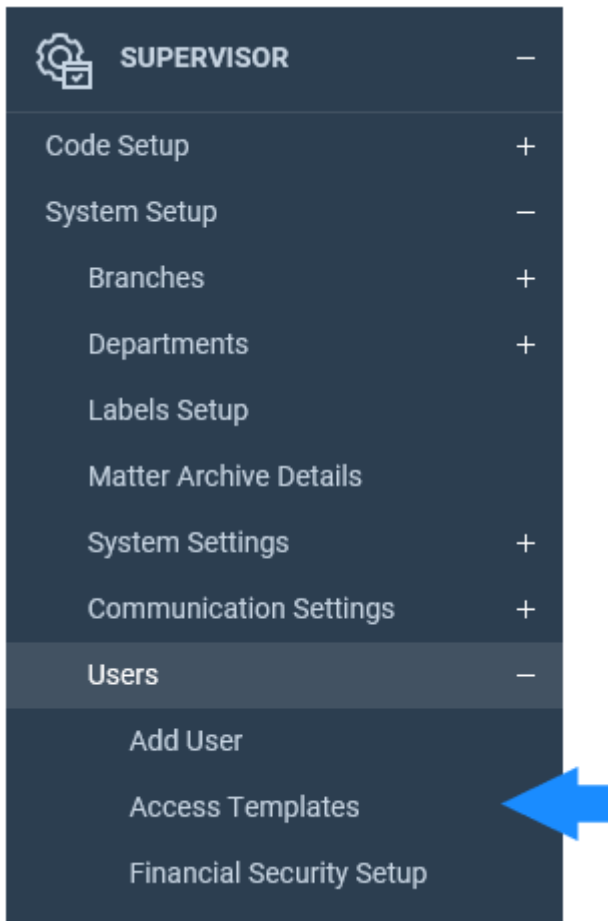 SUPERVISOR
Code Setup
System Setup
Branches
Departments
Labels Setup
Matter Archive Details
System Settings
Communication Settings
Users
Add User
Access Templates
Financial Security Setup